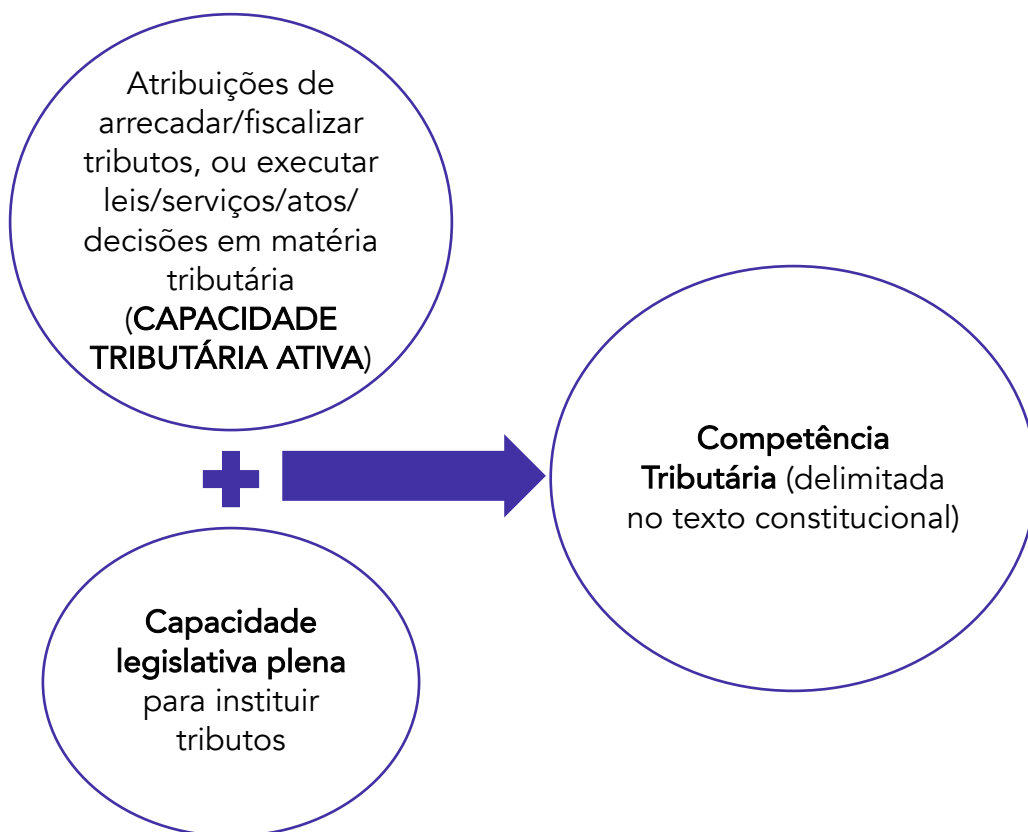 Atribuições de
arrecadar/fiscalizar
tributos, ou executar
leis/serviços/atos/
decisões em matéria
tributária
(CAPACIDADE
TRIBUTÁRIA ATIVA)
Capacidade
legislativa plena
para instituir
tributos
Competência
Tributária (delimitada
no texto constitucional)